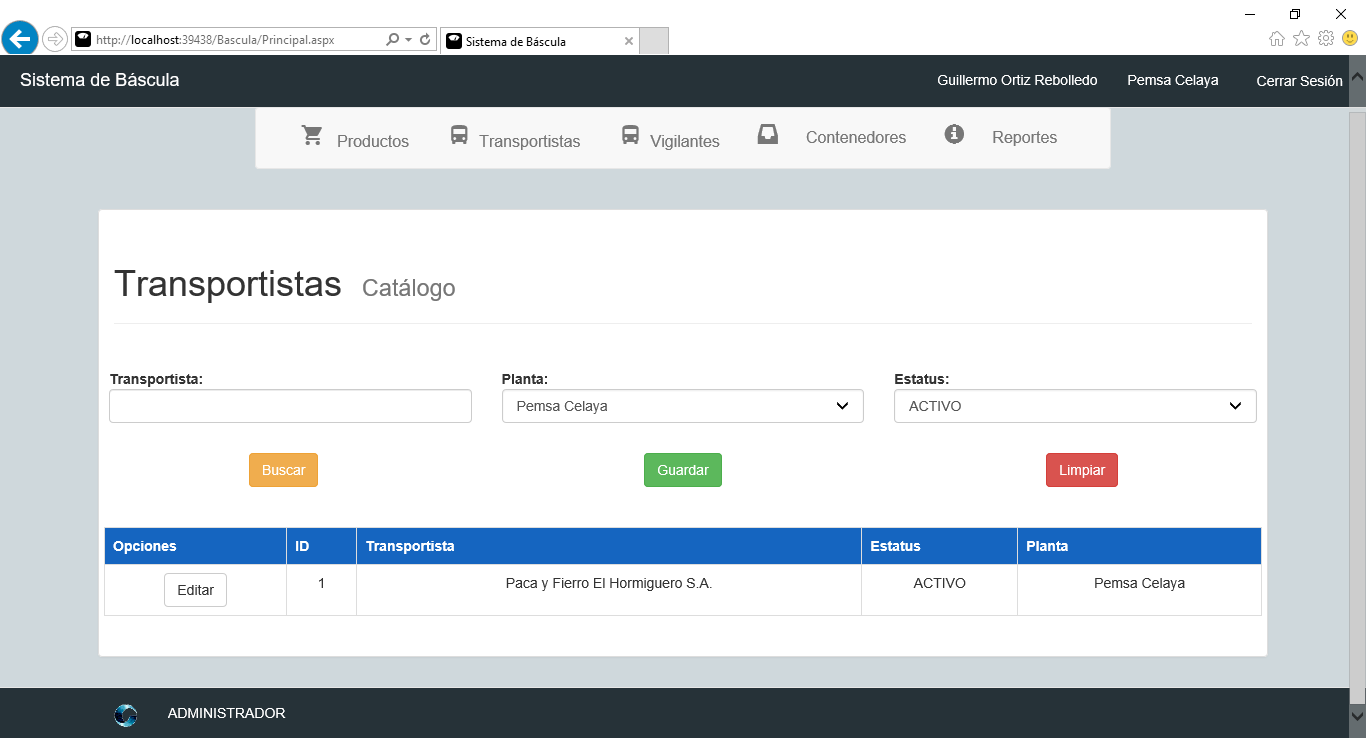 http://localhost:39438/Bascula/Principal.aspx
Sistema de Báscula
Sistema de Báscula
Guillermo Ortiz Rebolledo
Pemsa Celaya
Cerrar Sesión
Productos
Transportistas
Vigilantes
Contenedores
Reportes
Transportistas Catálogo
Transportista:
Planta:
Estatus:
Pemsa Celaya
ACTIVO
Buscar
Guardar
Limpiar
Opciones ID Transportista Estatus Planta
Editar 1 Paca y Fierro El Hormiguero S.A. ACTIVO Pemsa Celaya
ADMINISTRADOR